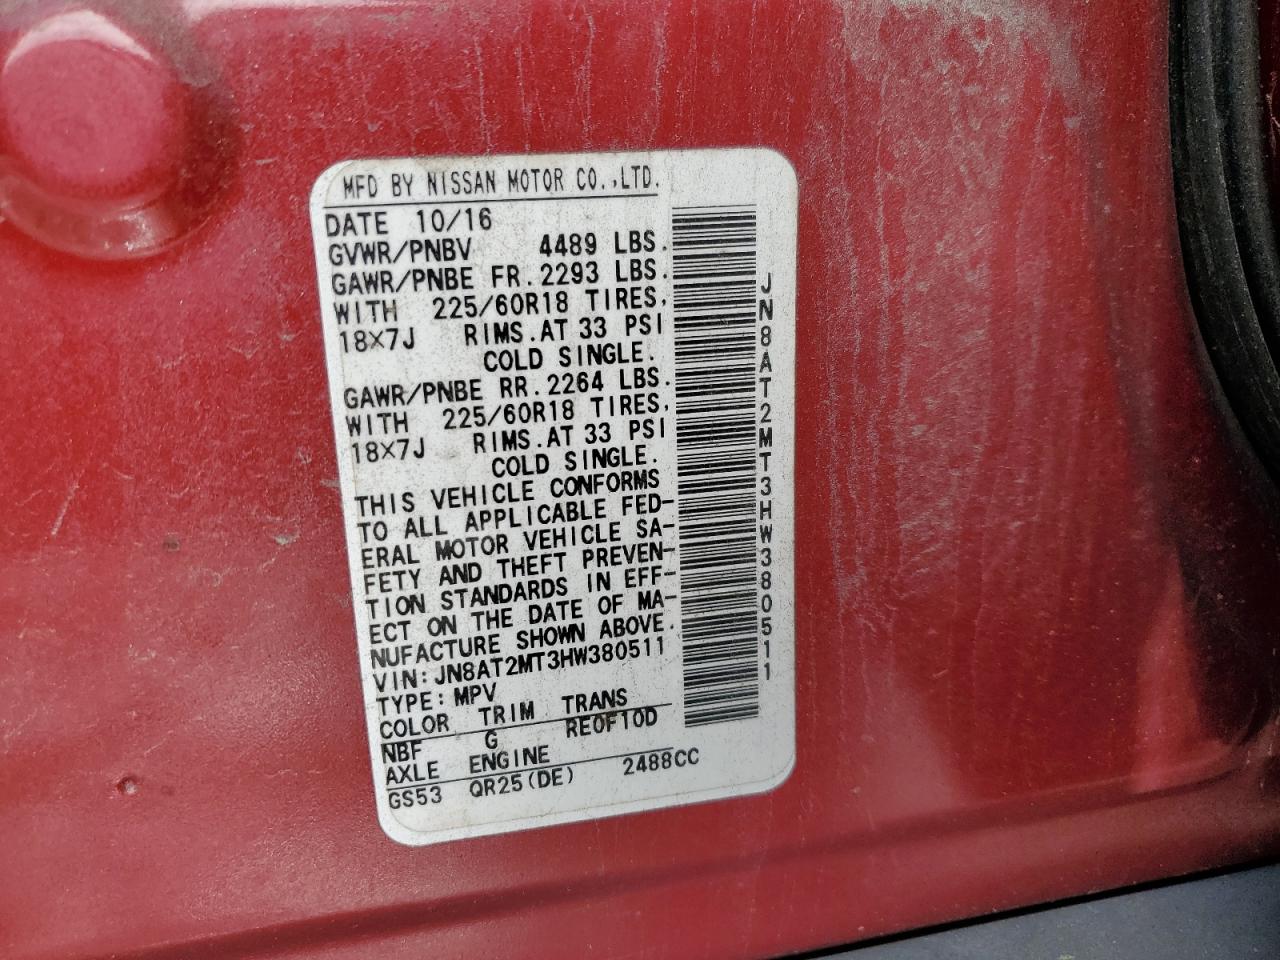 MFD BY NISSAN MOTOR CO.,LTD.
DATE 10/16
GVWR/PNBV 4489 LBS.
GAWR/PNBE FR. 2293 LBS.
WITH 225/60R18 TIRES,
18×7J RIMS. AT 33 PSI
COLD SINGLE.
GAWR/PNBE RR. 2264 LBS.
WITH 225/60R18 TIRES,
18×7J RIMS. AT 33 PSI
COLD SINGLE.
THIS VEHICLE CONFORMS
TO ALL APPLICABLE FED-
ERAL MOTOR VEHICLE SA-
FETY AND THEFT PREVEN-
TION STANDARDS IN EFF-
ECT ON THE DATE OF MA-
NUFACTURE SHOWN ABOVE.
VIN: JN8AT2MT3HW380511
TYPE: MPV
COLOR TRIM TRANS
NBF G RE0F10D
AXLE ENGINE
GS53 QR25(DE) 2488CC
JN8AT2MT3HW380511